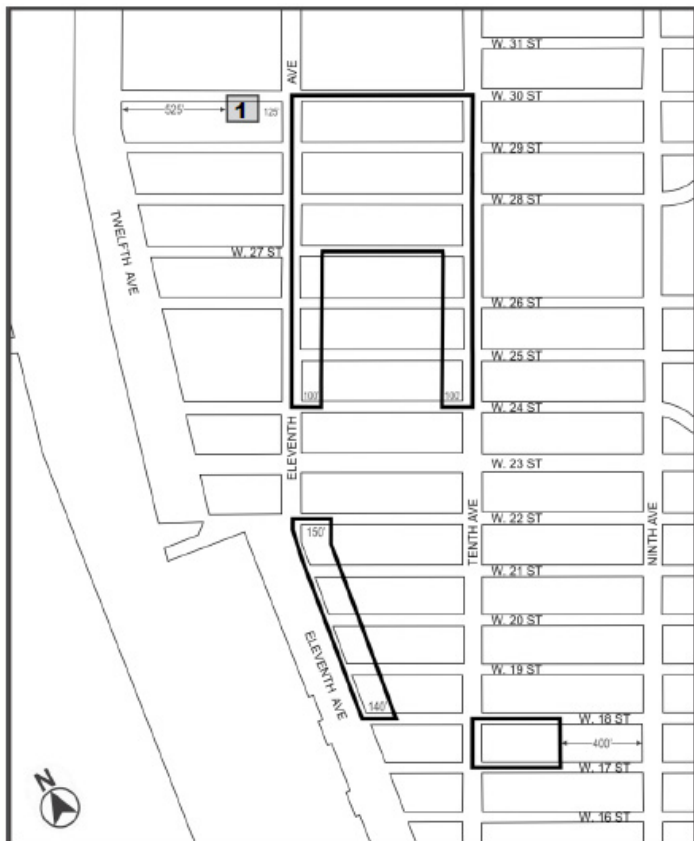 W. 31 ST
AVE
W. 30 ST
525'
1
125'
W. 29 ST
W. 28 ST
TWELFTH AVE
W. 27 ST
W. 26 ST
W. 25 ST
100'
100'
W. 24 ST
ELEVENTH
W. 23 ST
TENTH AVE
NINTH AVE
W. 22 ST
150'
W. 21 ST
W. 20 ST
ELEVENTH AVE
W. 19 ST
140'
W. 18 ST
400'
W. 17 ST
N
W. 16 ST